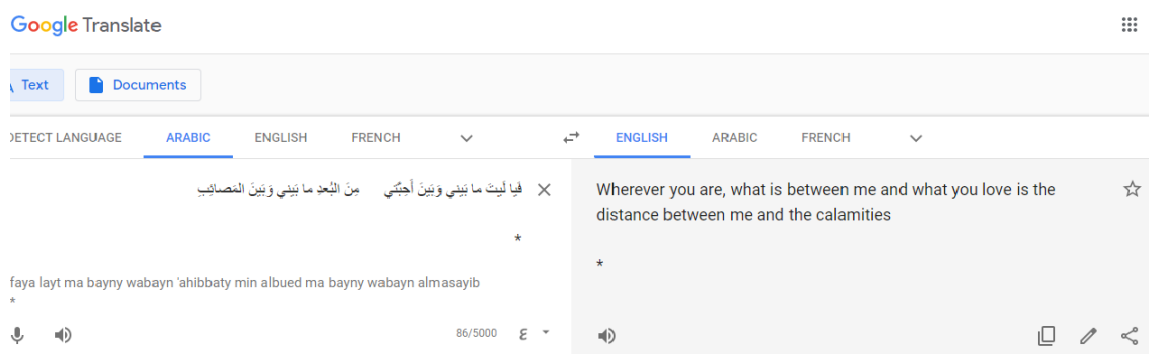 Google Translate
Text
Documents
DETECT LANGUAGE ARABIC ENGLISH FRENCH
ENGLISH ARABIC FRENCH
فَيا لَيتَ ما بَيني وَبَينَ أَحِبَّتي مِنَ البُعدِ ما بَيني وَبَينَ المَصائِبِ
*
faya layt ma bayny wabayn 'ahibbaty min albued ma bayny wabayn almasayib
*
86/5000 ع
Wherever you are, what is between me and what you love is the
distance between me and the calamities
*